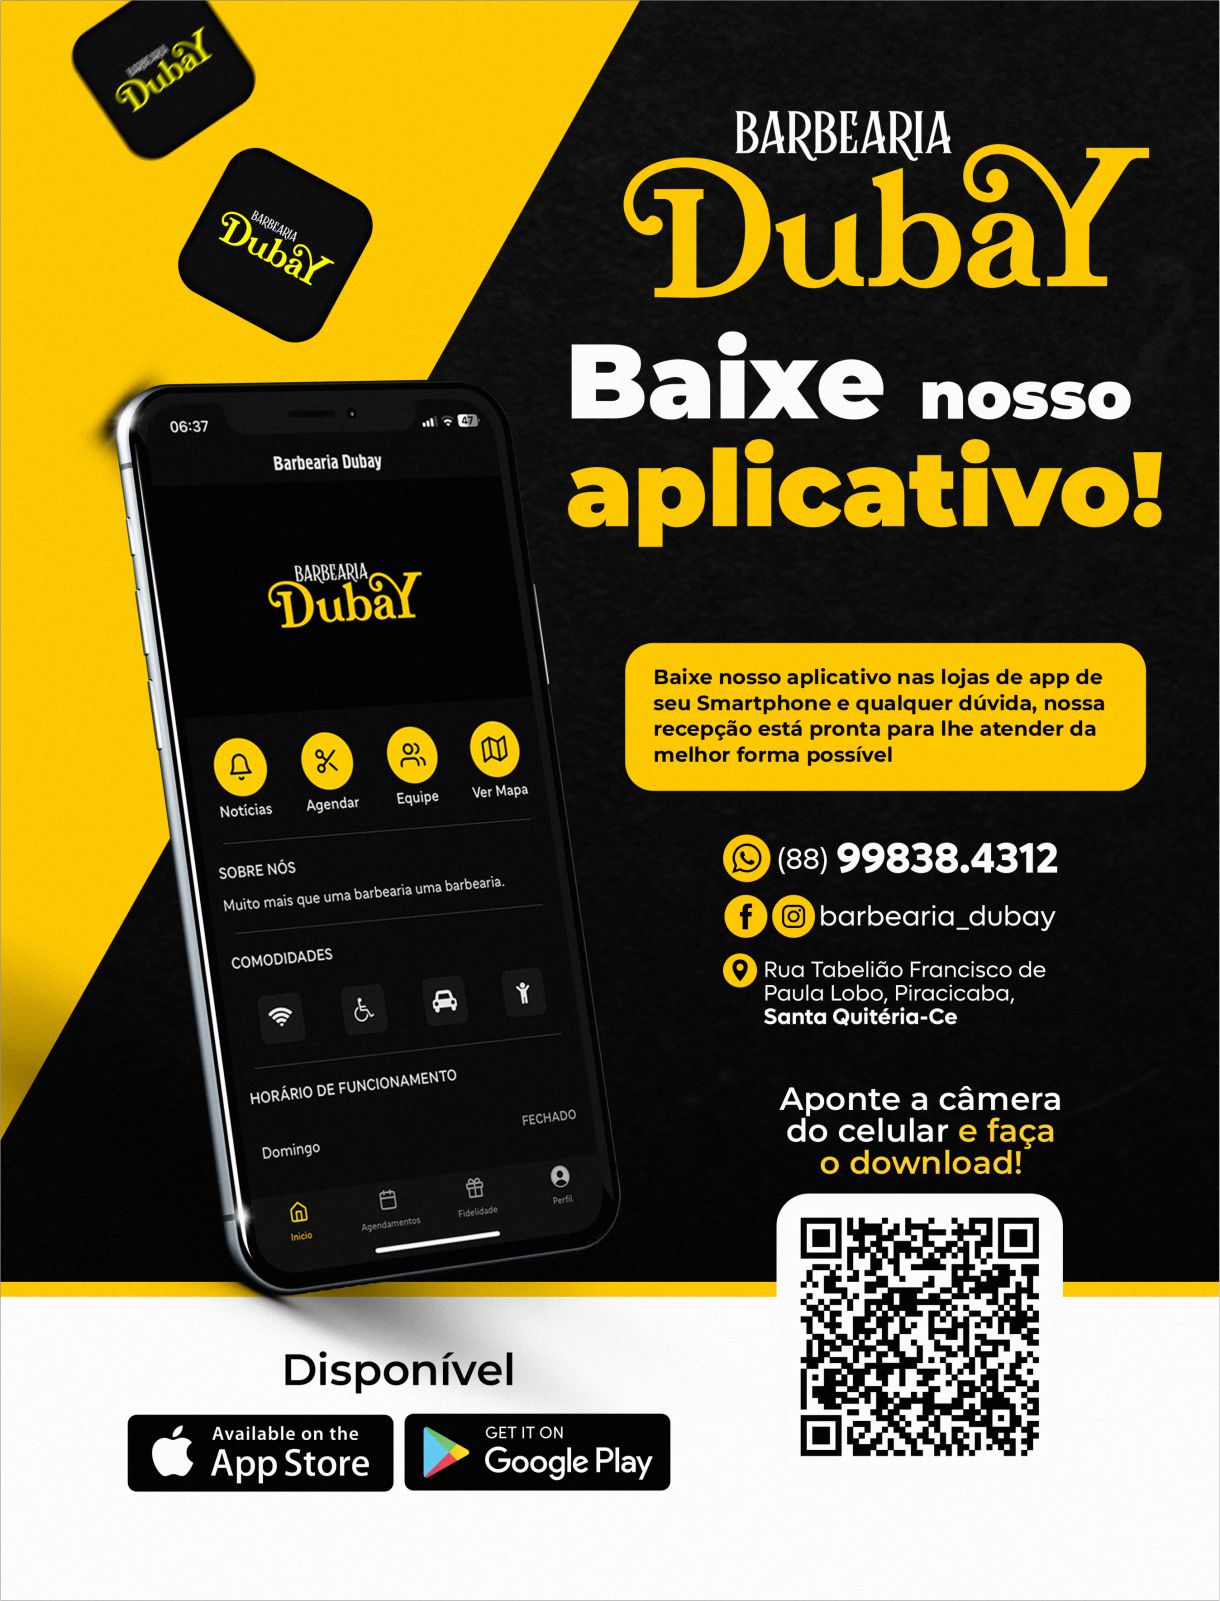 BARBEARIA
DubaY
BARBEARIA
DubaY
BARBEARIA
DubaY
Baixe nosso
aplicativo!
06:37
47
Barbearia Dubay
BARBEARIA
DubaY
Notícias
Agendar
Equipe
Ver Mapa
SOBRE NÓS
Muito mais que uma barbearia uma barbearia.
COMODIDADES
HORÁRIO DE FUNCIONAMENTO
FECHADO
Domingo
Inicio
Agendamentos
Fidelidade
Perfil
Baixe nosso aplicativo nas lojas de app de
seu Smartphone e qualquer dúvida, nossa
recepção está pronta para lhe atender da
melhor forma possível
(88) 99838.4312
barbearia_dubay
Rua Tabelião Francisco de
Paula Lobo, Piracicaba,
Santa Quitéria-Ce
Aponte a câmera
do celular e faça
o download!
Disponível
Available on the
App Store
GET IT ON
Google Play